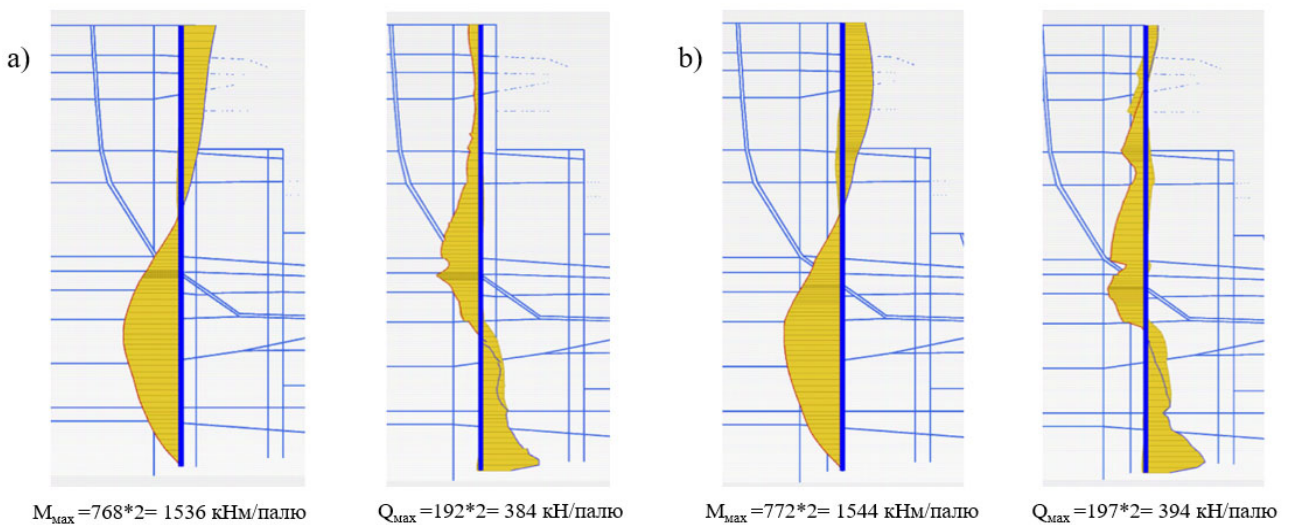 а)
b)
Mмах =768*2= 1536 кНм/палю
Qмах =192*2= 384 кН/палю
Mмах =772*2= 1544 кНм/палю
Qмах =197*2= 394 кН/палю